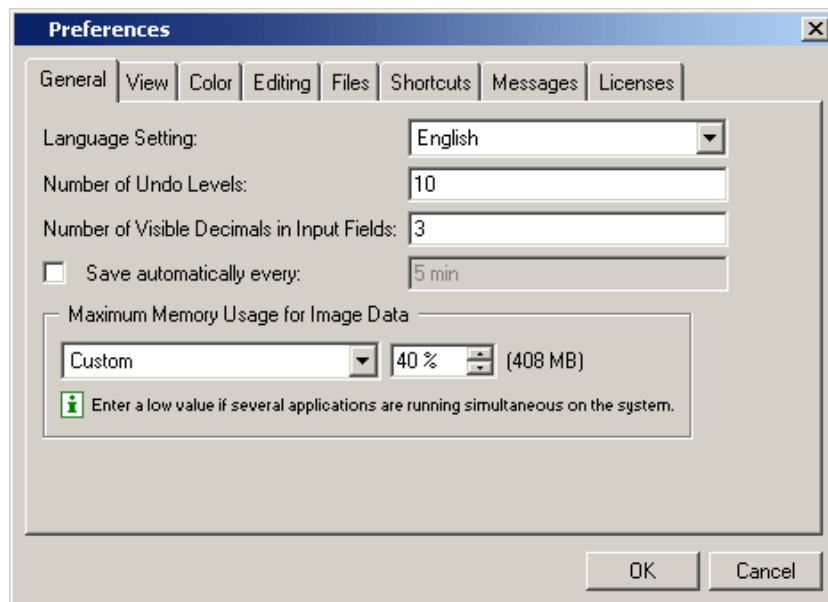 Preferences
General View Color Editing Files Shortcuts Messages Licenses
Language Setting: English
Number of Undo Levels: 10
Number of Visible Decimals in Input Fields: 3
Save automatically every: 5 min
Maximum Memory Usage for Image Data
Custom 40 % (408 MB)
Enter a low value if several applications are running simultaneous on the system.
OK Cancel